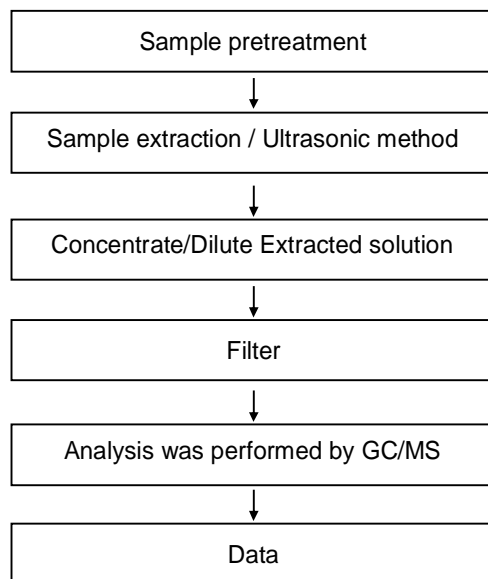 Sample pretreatment
Sample extraction / Ultrasonic method
Concentrate/Dilute Extracted solution
Filter
Analysis was performed by GC/MS
Data